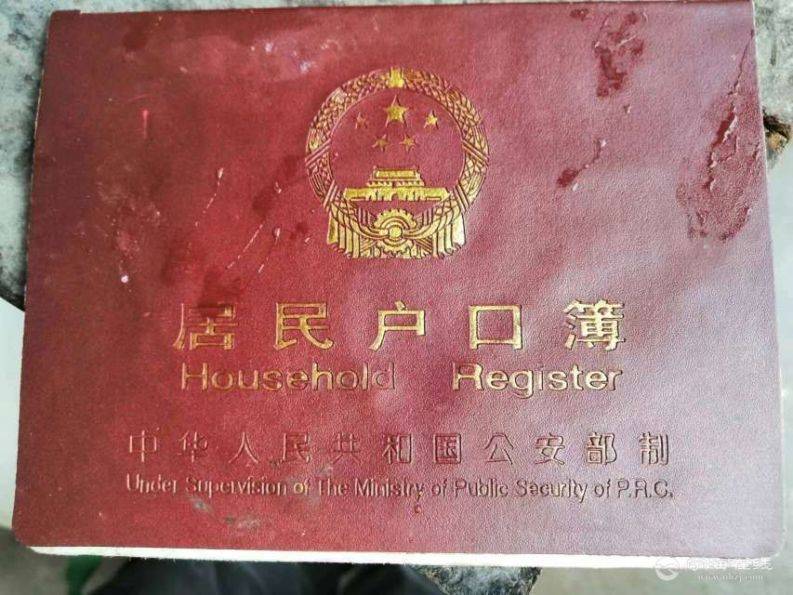 居民户口簿
Household Register
中华人民共和国公安部制
Under Supervision of The Ministry of Public Security of P.R.C.